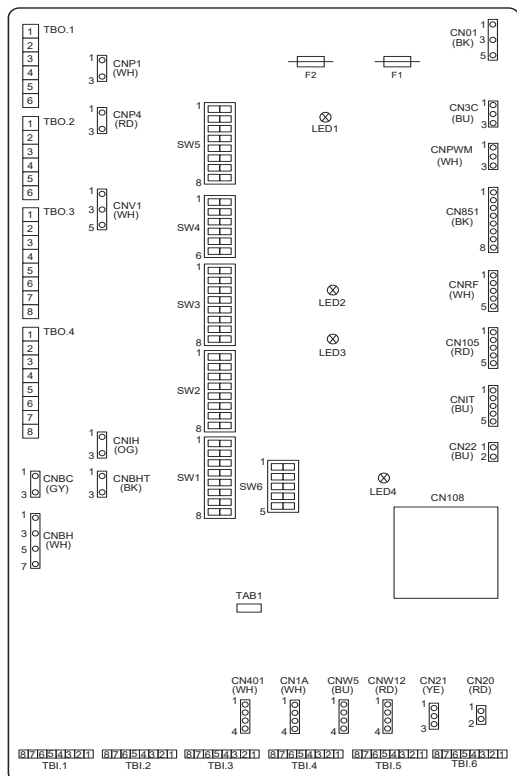 TBO.1
1
2
3
4
5
6
CNP1
(WH)
1
3
F2
F1
CN01
(BK)
1
3
5
TBO.2
1
2
3
4
5
6
CNP4
(RD)
1
3
SW5
1
8
LED1
CN3C
(BU)
1
3
CNPWM
(WH)
1
3
TBO.3
1
2
3
4
5
6
7
8
CNV1
(WH)
1
3
5
SW4
1
6
CN851
(BK)
1
8
SW3
1
8
LED2
CNRF
(WH)
1
5
TBO.4
1
2
3
4
5
6
7
8
LED3
CN105
(RD)
1
5
SW2
1
8
CNIT
(BU)
1
5
CNIH
(OG)
1
3
CN22
(BU)
1
2
CNBC
(GY)
1
3
CNBHT
(BK)
1
3
SW1
1
8
SW6
1
5
LED4
CN108
CNBH
(WH)
1
3
5
7
TAB1
CN401
(WH)
1
4
CN1A
(WH)
1
4
CNW5
(BU)
1
4
CNW12
(RD)
1
4
CN21
(YE)
1
3
CN20
(RD)
1
2
8 7 6 5 4 3 2 1
TBI.1
8 7 6 5 4 3 2 1
TBI.2
8 7 6 5 4 3 2 1
TBI.3
8 7 6 5 4 3 2 1
TBI.4
8 7 6 5 4 3 2 1
TBI.5
8 7 6 5 4 3 2 1
TBI.6